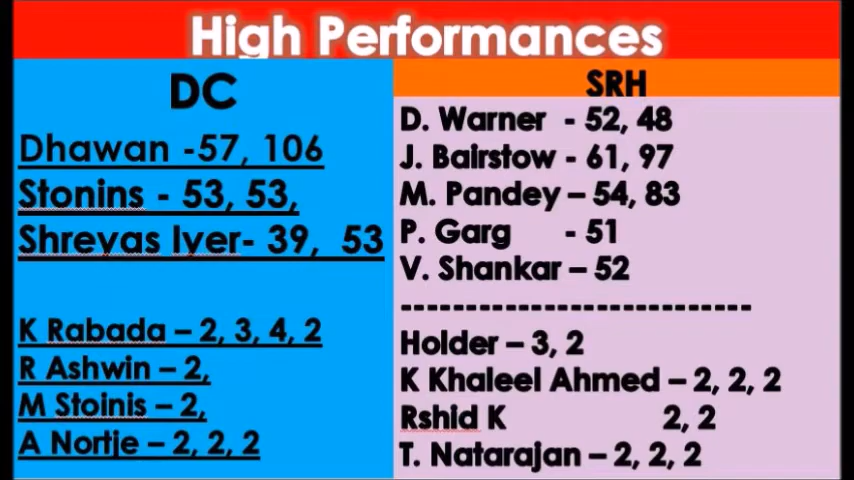 High Performances
DC
Dhawan -57, 106
Stonins - 53, 53,
Shreyas Iyer- 39, 53
K Rabada – 2, 3, 4, 2
R Ashwin – 2,
M Stoinis – 2,
A Nortje – 2, 2, 2
SRH
D. Warner - 52, 48
J. Bairstow - 61, 97
M. Pandey – 54, 83
P. Garg - 51
V. Shankar – 52
---------------------------
Holder – 3, 2
K Khaleel Ahmed – 2, 2, 2
Rshid K 2, 2
T. Natarajan – 2, 2, 2